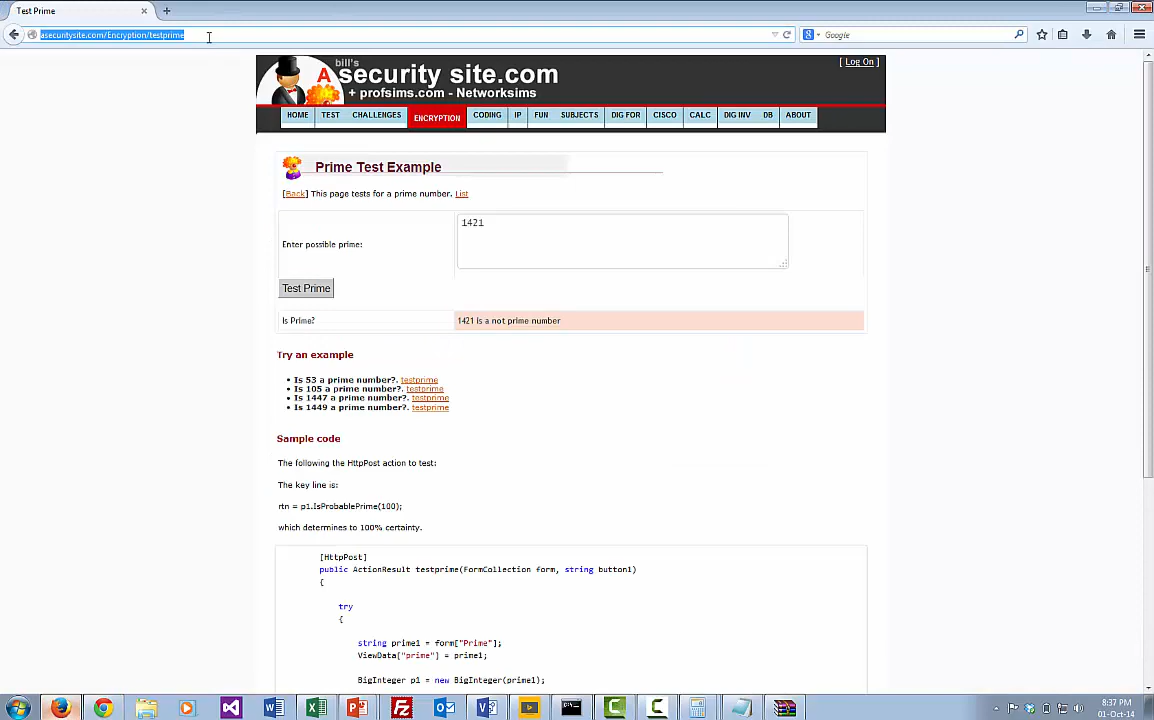 Test Prime
asecuritysite.com/Encryption/testprime
Google
bill's
A security site.com
+ profsims.com - Networksims
[ Log On ]
HOME TEST CHALLENGES ENCRYPTION CODING IP FUN SUBJECTS DIG FOR CISCO CALC DIG INV DB ABOUT
Prime Test Example
[Back] This page tests for a prime number. List
Enter possible prime:
1421
Test Prime
Is Prime?
1421 is a not prime number
Try an example
Is 53 a prime number?. testprime
Is 105 a prime number?. testprime
Is 1447 a prime number?. testprime
Is 1449 a prime number?. testprime
Sample code
The following the HttpPost action to test:
The key line is:
rtn = p1.IsProbablePrime(100);
which determines to 100% certainty.
[HttpPost]
public ActionResult testprime(FormCollection form, string button1)
{
try
{
string prime1 = form["Prime"];
ViewData["prime"] = prime1;
BigInteger p1 = new BigInteger(prime1);
8:37 PM
01-Oct-14